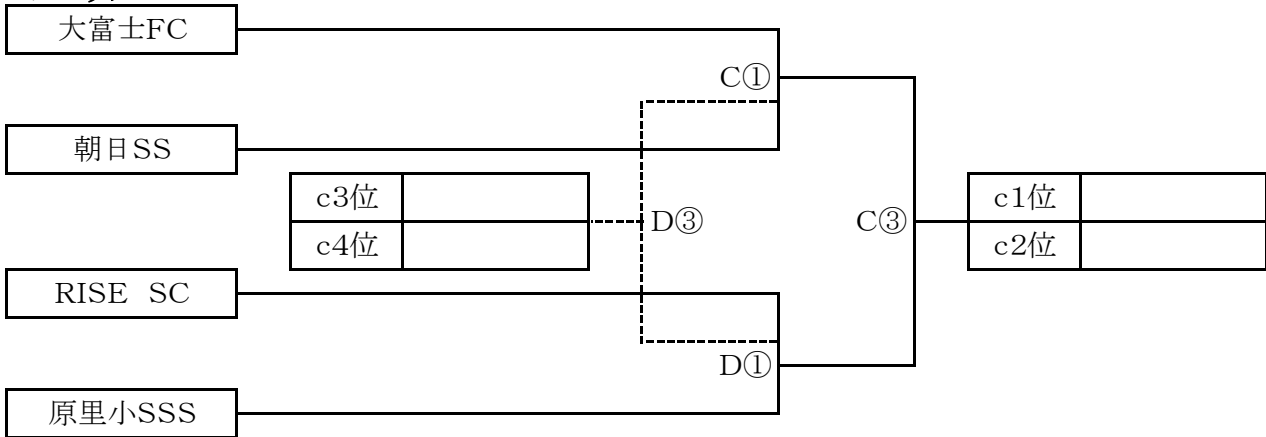 大富士FC
C①
朝日SS
c3位
c1位
D③
C③
c4位
c2位
RISE SC
D①
原里小SSS